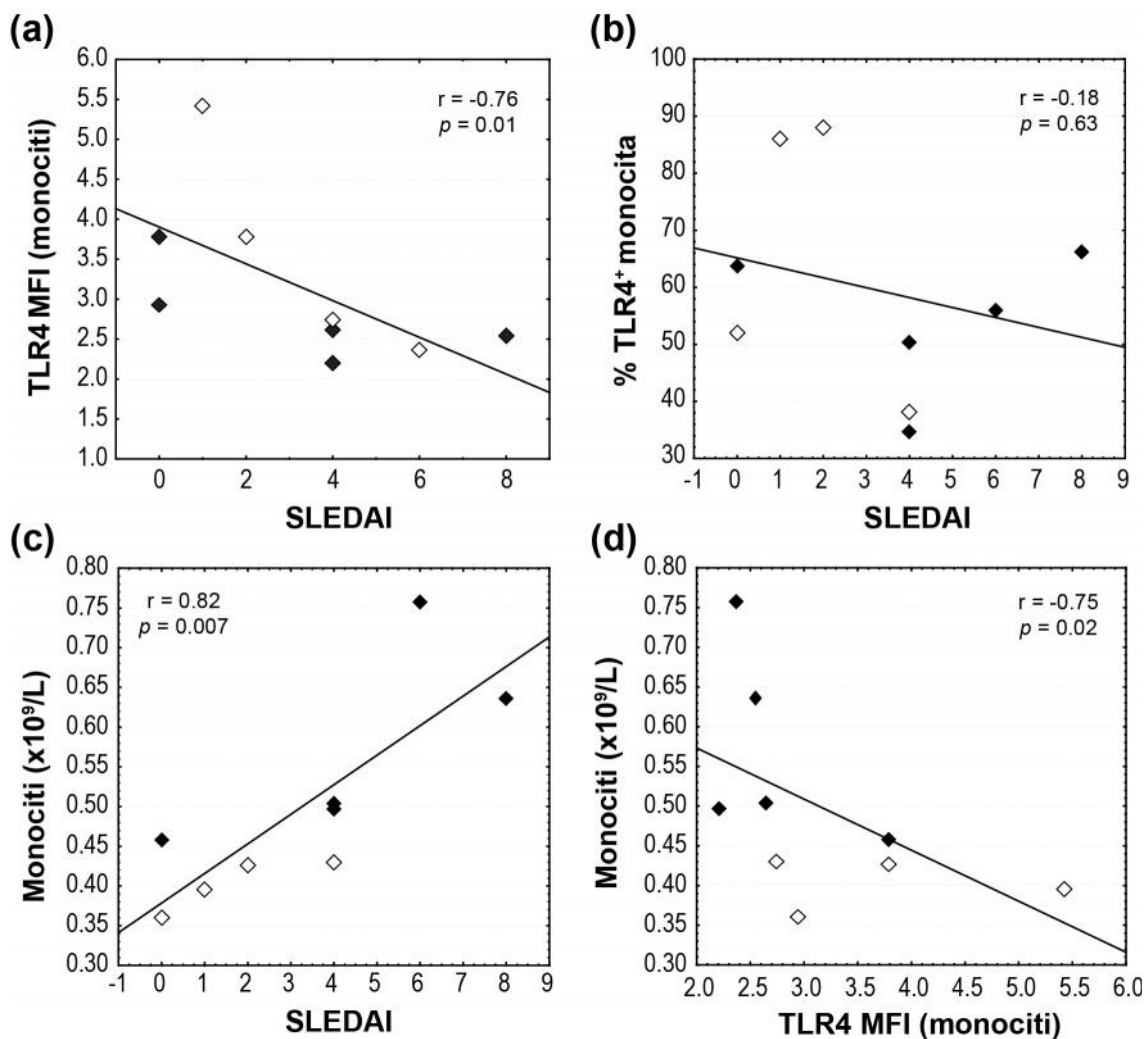 (a)
TLR4 MFI (monociti)
6.0
5.5
5.0
4.5
4.0
3.5
3.0
2.5
2.0
1.5
1.0
r = -0.76
p = 0.01
0 2 4 6 8
SLEDAI
(b)
% TLR4⁺ monocita
100
90
80
70
60
50
40
30
r = -0.18
p = 0.63
-1 0 1 2 3 4 5 6 7 8 9
SLEDAI
(c)
Monociti (x10⁹/L)
0.80
0.75
0.70
0.65
0.60
0.55
0.50
0.45
0.40
0.35
0.30
r = 0.82
p = 0.007
-1 0 1 2 3 4 5 6 7 8 9
SLEDAI
(d)
Monociti (x10⁹/L)
0.80
0.75
0.70
0.65
0.60
0.55
0.50
0.45
0.40
0.35
0.30
r = -0.75
p = 0.02
2.0 2.5 3.0 3.5 4.0 4.5 5.0 5.5 6.0
TLR4 MFI (monociti)